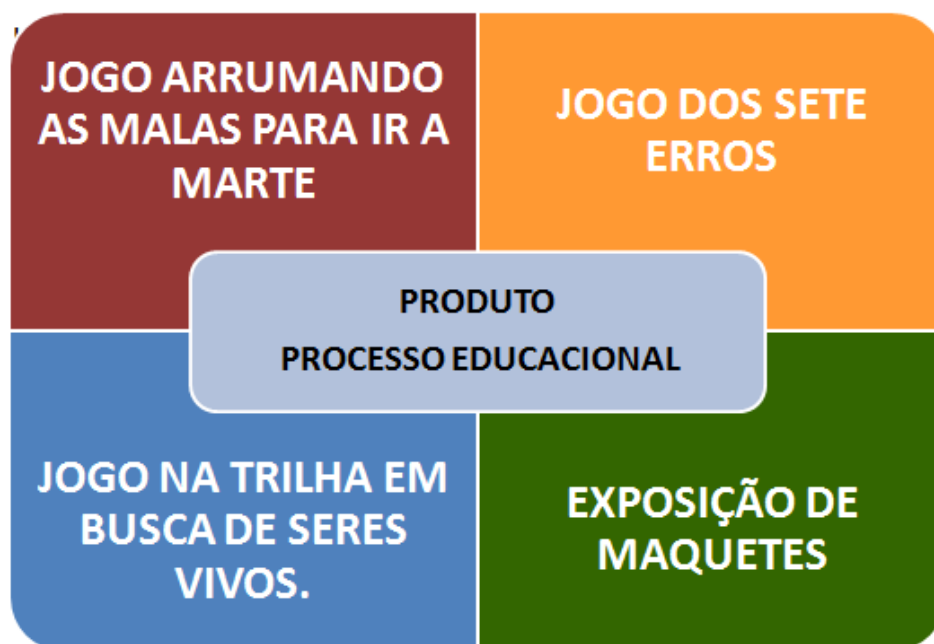 JOGO ARRUMANDO
AS MALAS PARA IR A
MARTE
JOGO DOS SETE
ERROS
PRODUTO
PROCESSO EDUCACIONAL
JOGO NA TRILHA EM
BUSCA DE SERES
VIVOS.
EXPOSIÇÃO DE
MAQUETES